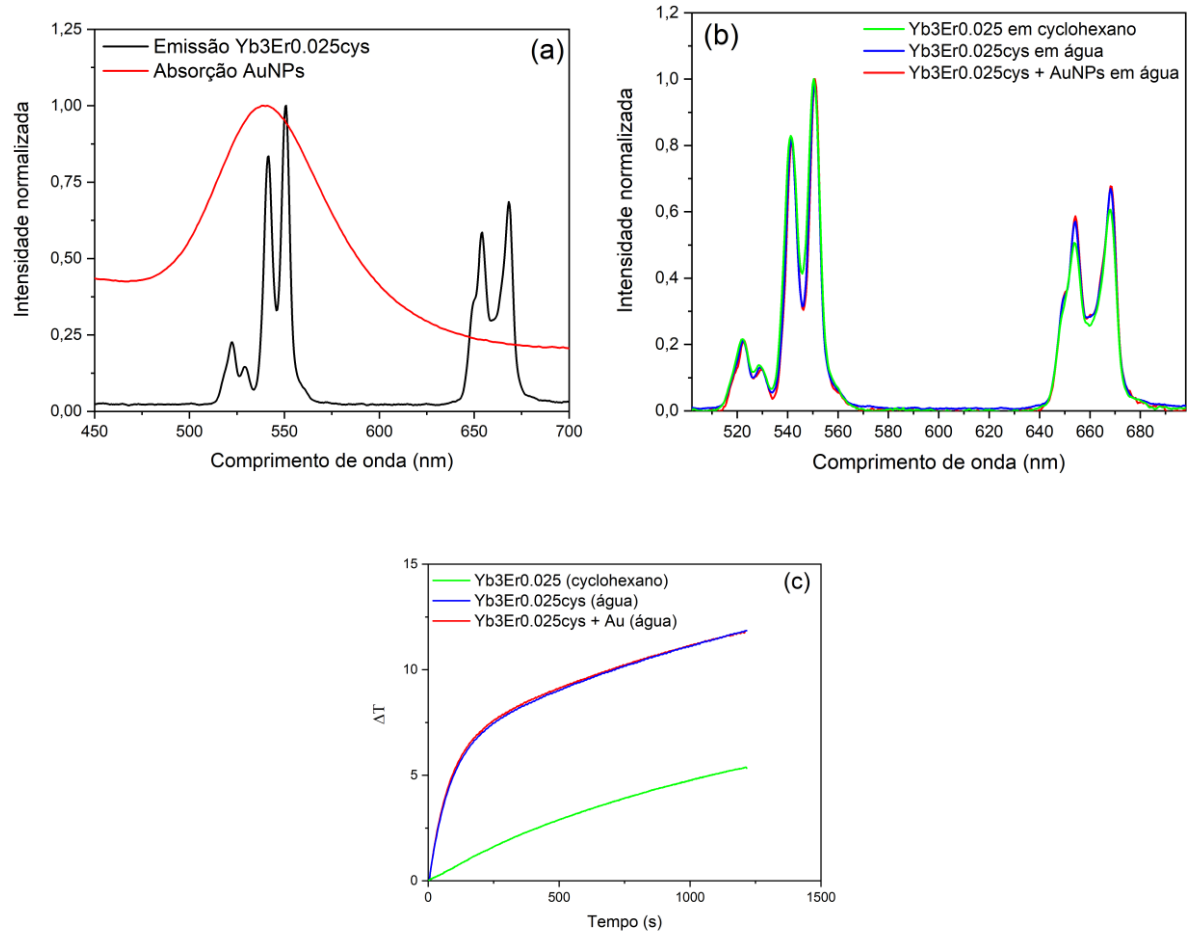 (a)
Emissão Yb3Er0.025cys
Absorção AuNPs
Intensidade normalizada
1,25
1,00
0,75
0,50
0,25
0,00
450 500 550 600 650 700
Comprimento de onda (nm)
(b)
Yb3Er0.025 em cyclohexano
Yb3Er0.025cys em água
Yb3Er0.025cys + AuNPs em água
Intensidade normalizada
1,0
0,8
0,6
0,4
0,2
0,0
520 540 560 580 600 620 640 660 680
Comprimento de onda (nm)
(c)
Yb3Er0.025 (cyclohexano)
Yb3Er0.025cys (água)
Yb3Er0.025cys + Au (água)
ΔT
15
10
5
0
0 500 1000 1500
Tempo (s)